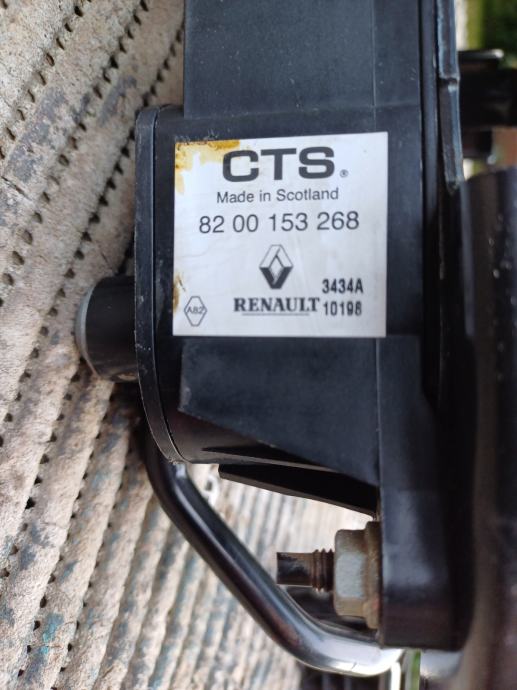 CTS®
Made in Scotland
82 00 153 268
3434A
A82
RENAULT 10198